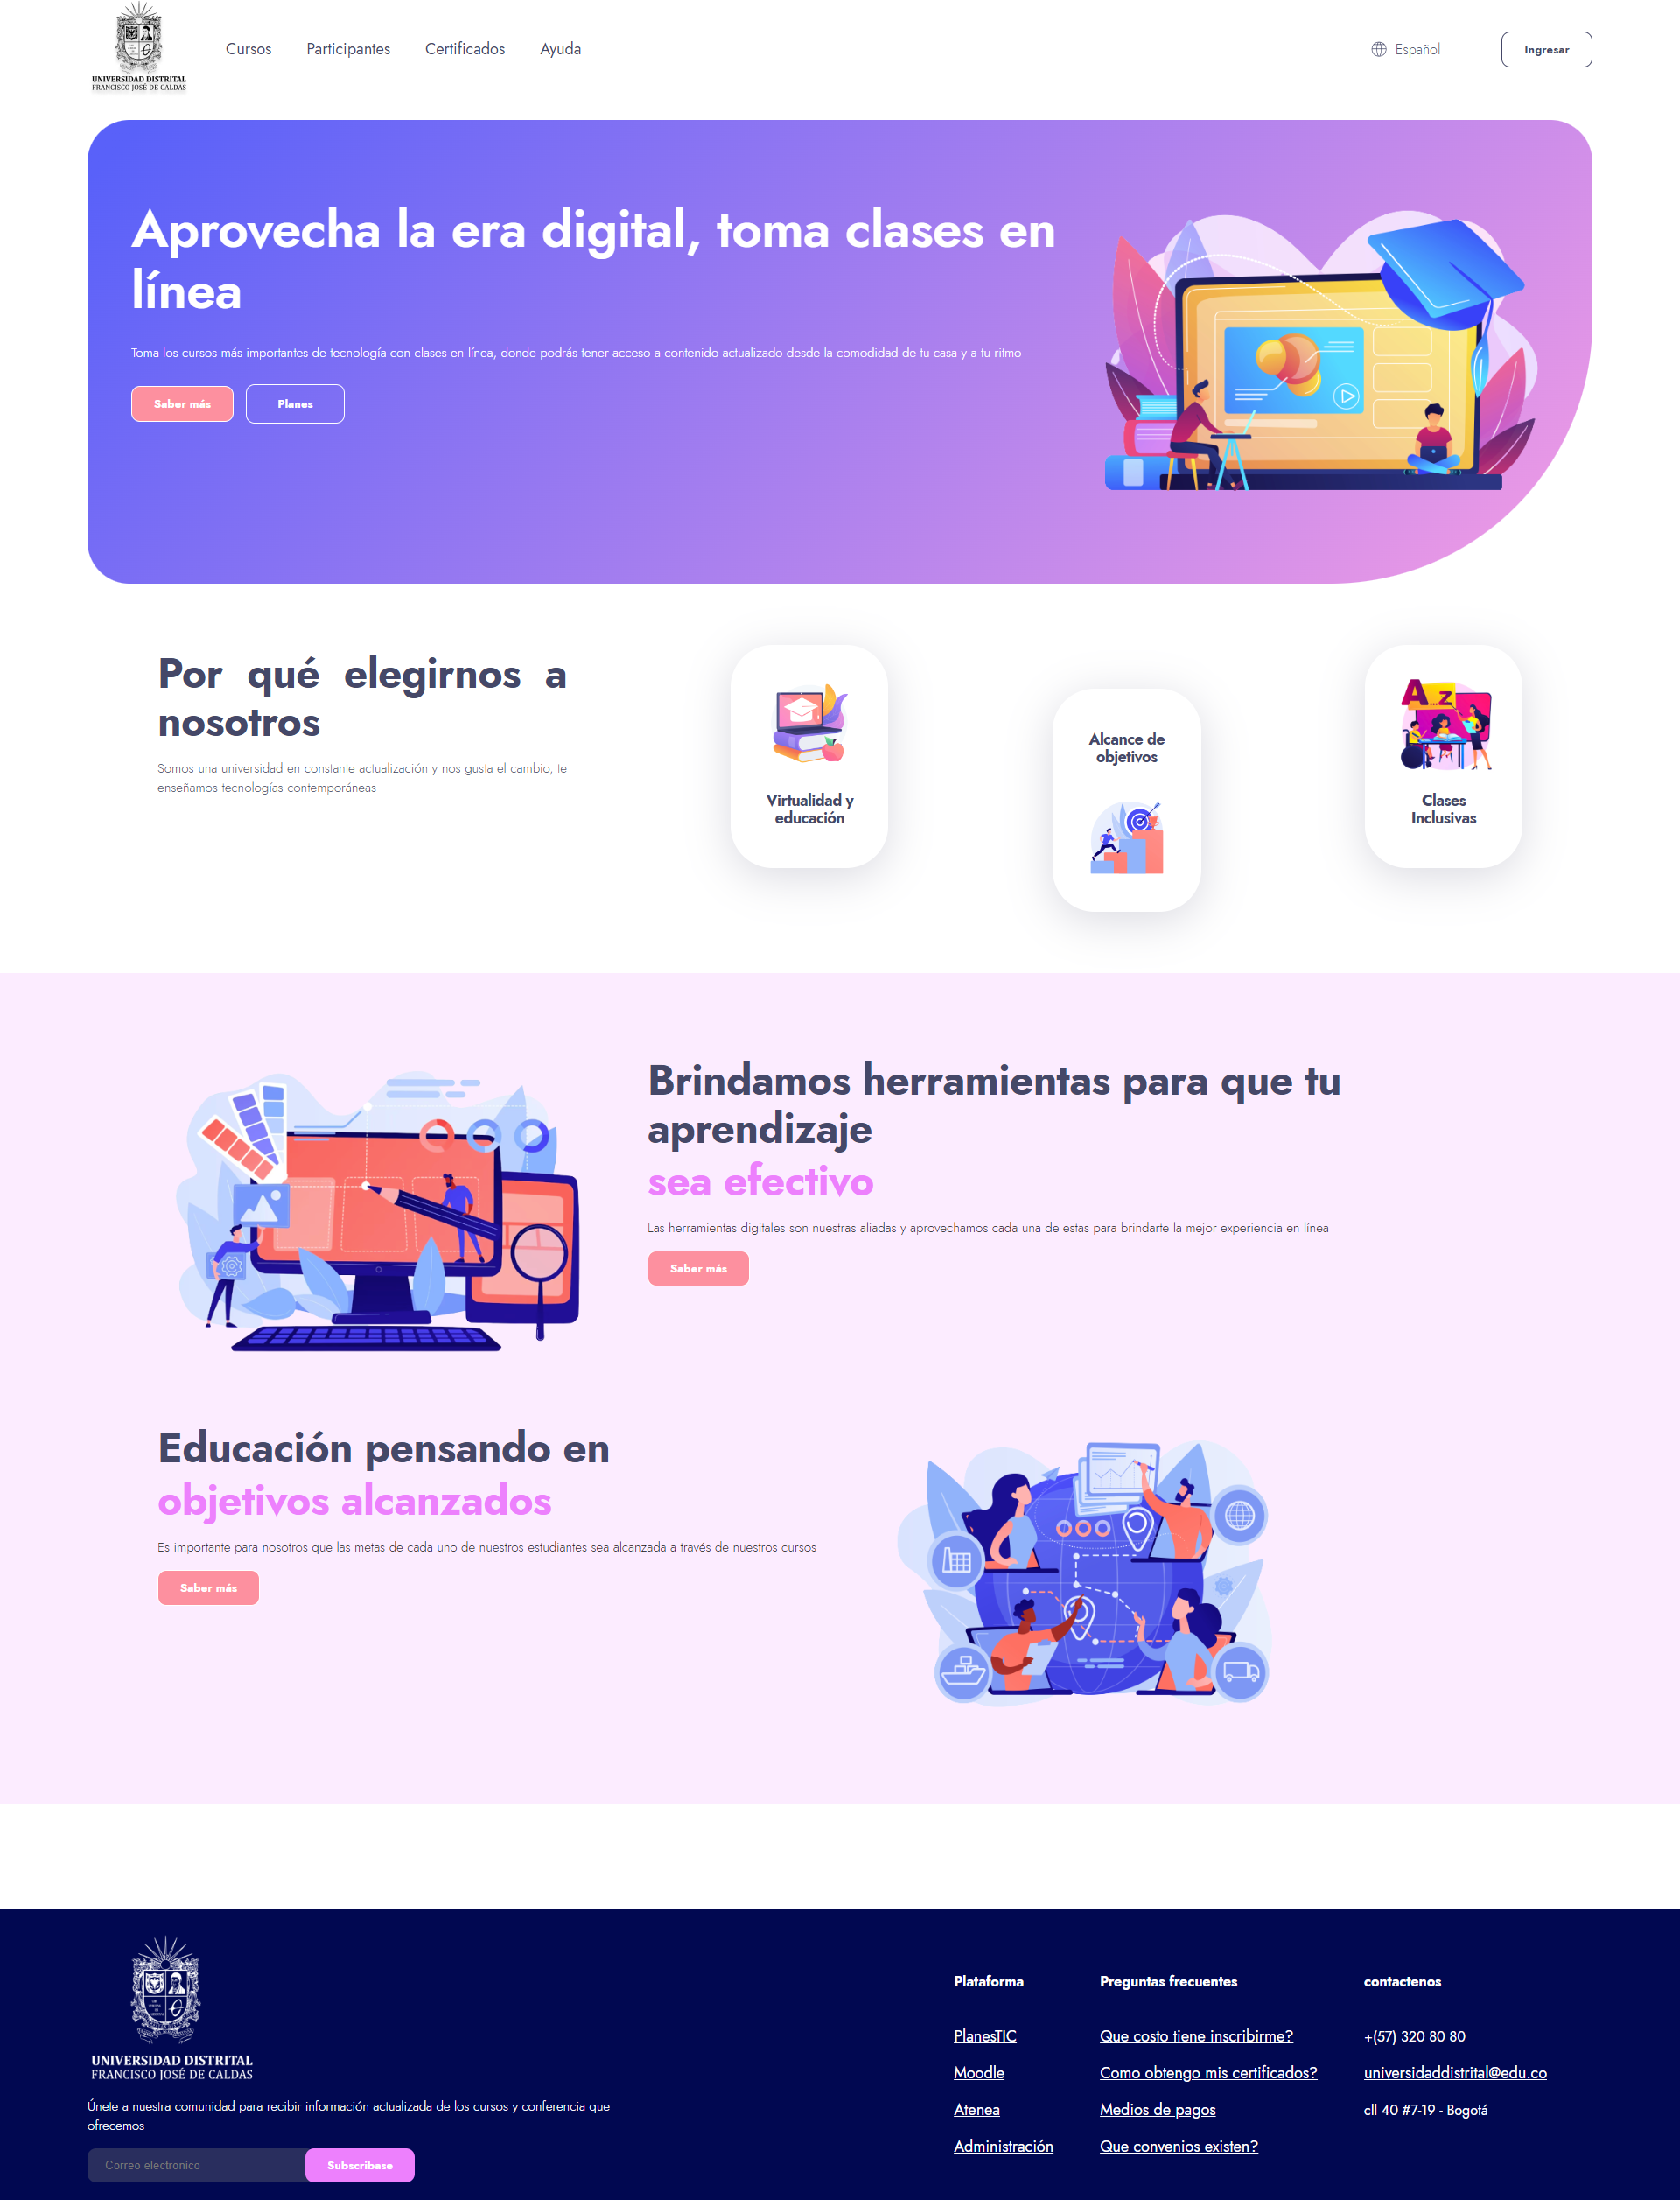 UNIVERSIDAD DISTRITAL
FRANCISCO JOSÉ DE CALDAS
Cursos
Participantes
Certificados
Ayuda
Español
Ingresar
Aprovecha la era digital, toma clases en
línea
Toma los cursos más importantes de tecnología con clases en línea, donde podrás tener acceso a contenido actualizado desde la comodidad de tu casa y a tu ritmo
Saber más
Planes
Por qué elegirnos a
nosotros
Somos una universidad en constante actualización y nos gusta el cambio, te
enseñamos tecnologías contemporáneas
Virtualidad y
educación
Alcance de
objetivos
A...z
Clases
Inclusivas
Brindamos herramientas para que tu
aprendizaje
sea efectivo
Las herramientas digitales son nuestras aliadas y aprovechamos cada una de estas para brindarte la mejor experiencia en línea
Saber más
Educación pensando en
objetivos alcanzados
Es importante para nosotros que las metas de cada uno de nuestros estudiantes sea alcanzada a través de nuestros cursos
Saber más
UNIVERSIDAD DISTRITAL
FRANCISCO JOSÉ DE CALDAS
Únete a nuestra comunidad para recibir información actualizada de los cursos y conferencia que
ofrecemos
Correo electronico
Subscribase
Plataforma
PlanesTIC
Moodle
Atenea
Administración
Preguntas frecuentes
Que costo tiene inscribirme?
Como obtengo mis certificados?
Medios de pagos
Que convenios existen?
contactenos
+(57) 320 80 80
universidaddistrital@edu.co
cll 40 #7-19 - Bogotá